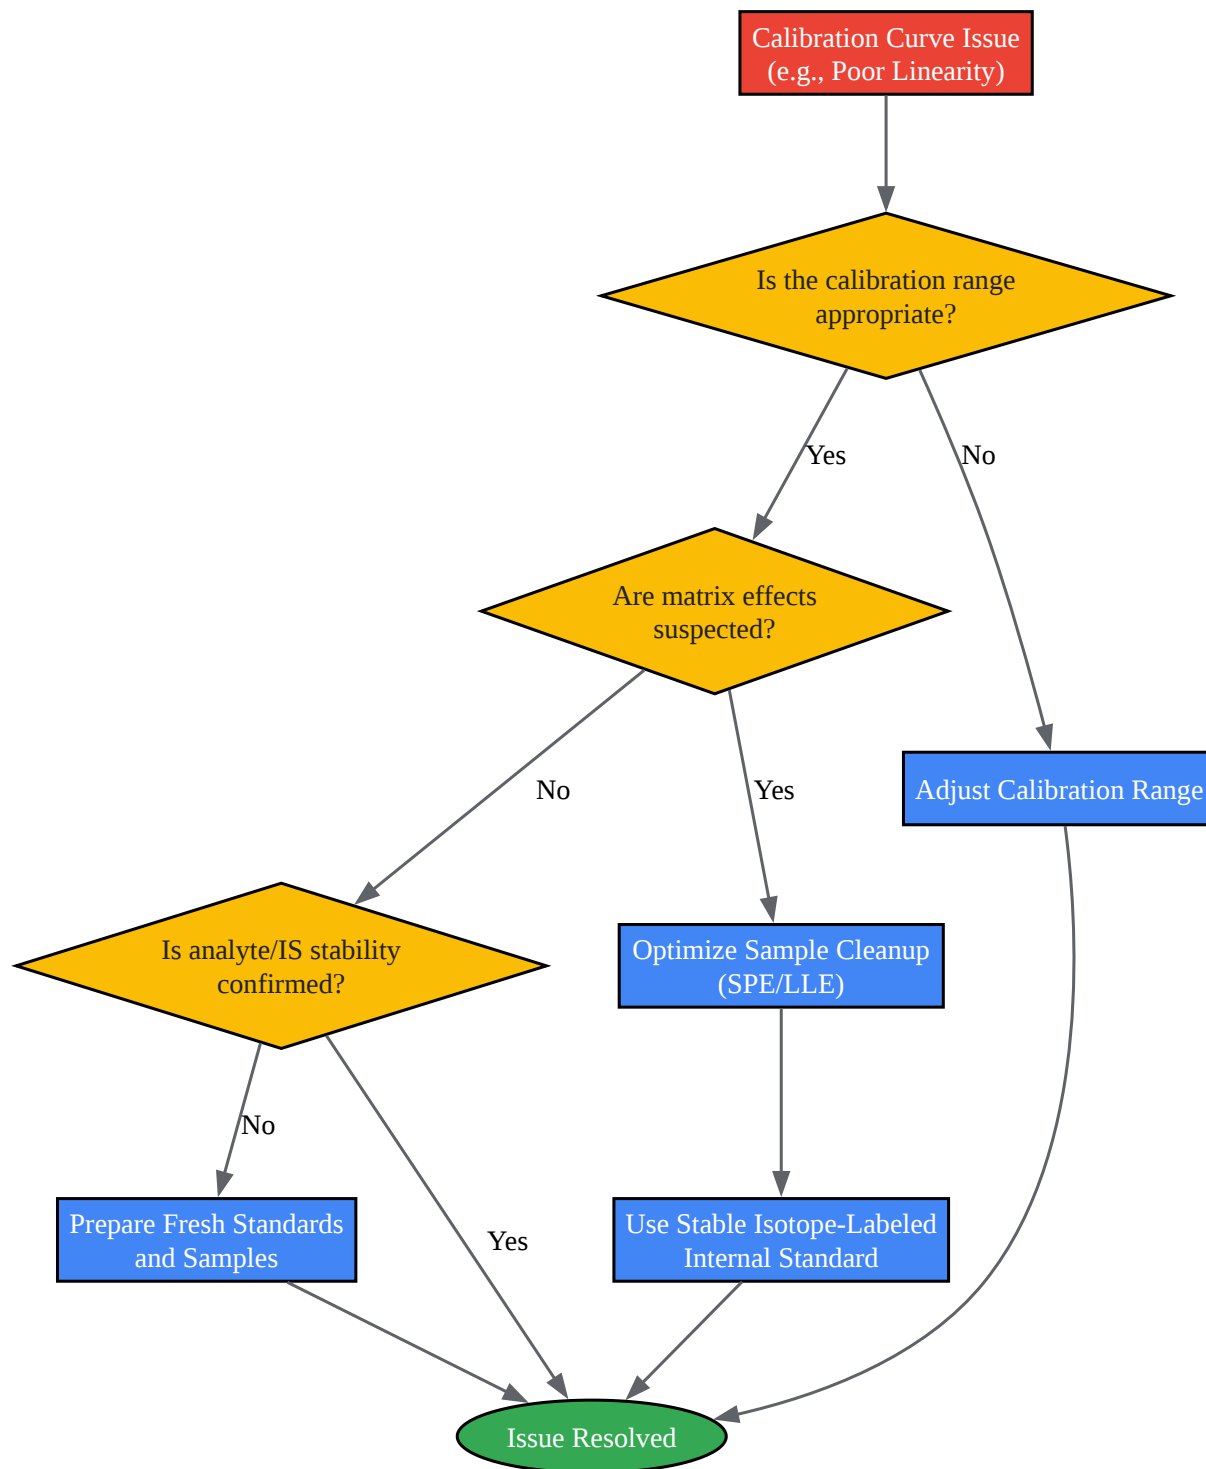 Calibration Curve Issue
(e.g., Poor Linearity)
Is the calibration range
appropriate?
Yes
No
Are matrix effects
suspected?
No
Yes
Adjust Calibration Range
Is analyte/IS stability
confirmed?
Optimize Sample Cleanup
(SPE/LLE)
No
Yes
Prepare Fresh Standards
and Samples
Use Stable Isotope-Labeled
Internal Standard
Issue Resolved